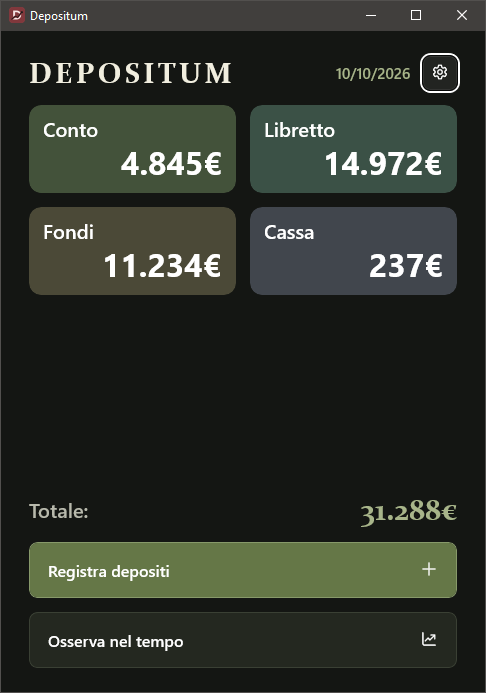 Depositum
DEPOSITUM
10/10/2026
Conto
4.845€
Libretto
14.972€
Fondi
11.234€
Cassa
237€
Totale:
31.288€
Registra depositi
Osserva nel tempo